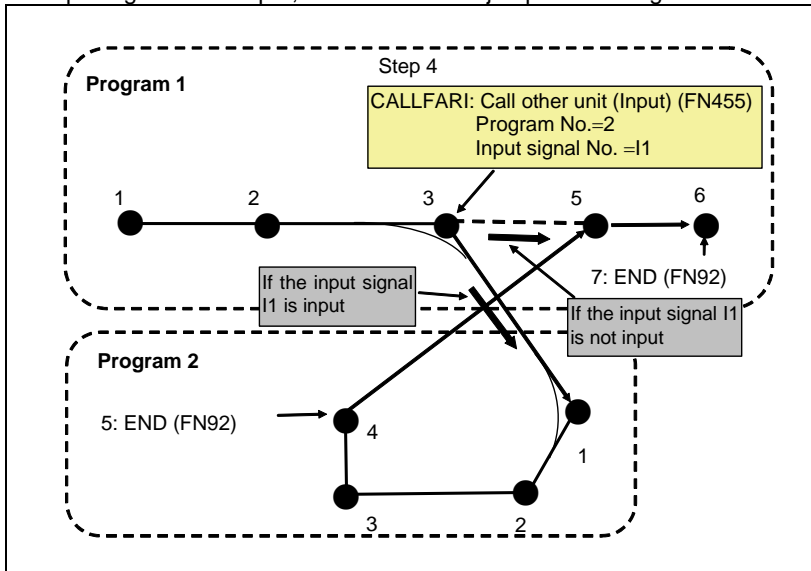 Step 4
Program 1
CALLFARI: Call other unit (Input) (FN455)
Program No.=2
Input signal No. =I1
1
2
3
5
6
7: END (FN92)
If the input signal
I1 is input
If the input signal I1
is not input
Program 2
5: END (FN92)
4
1
3
2